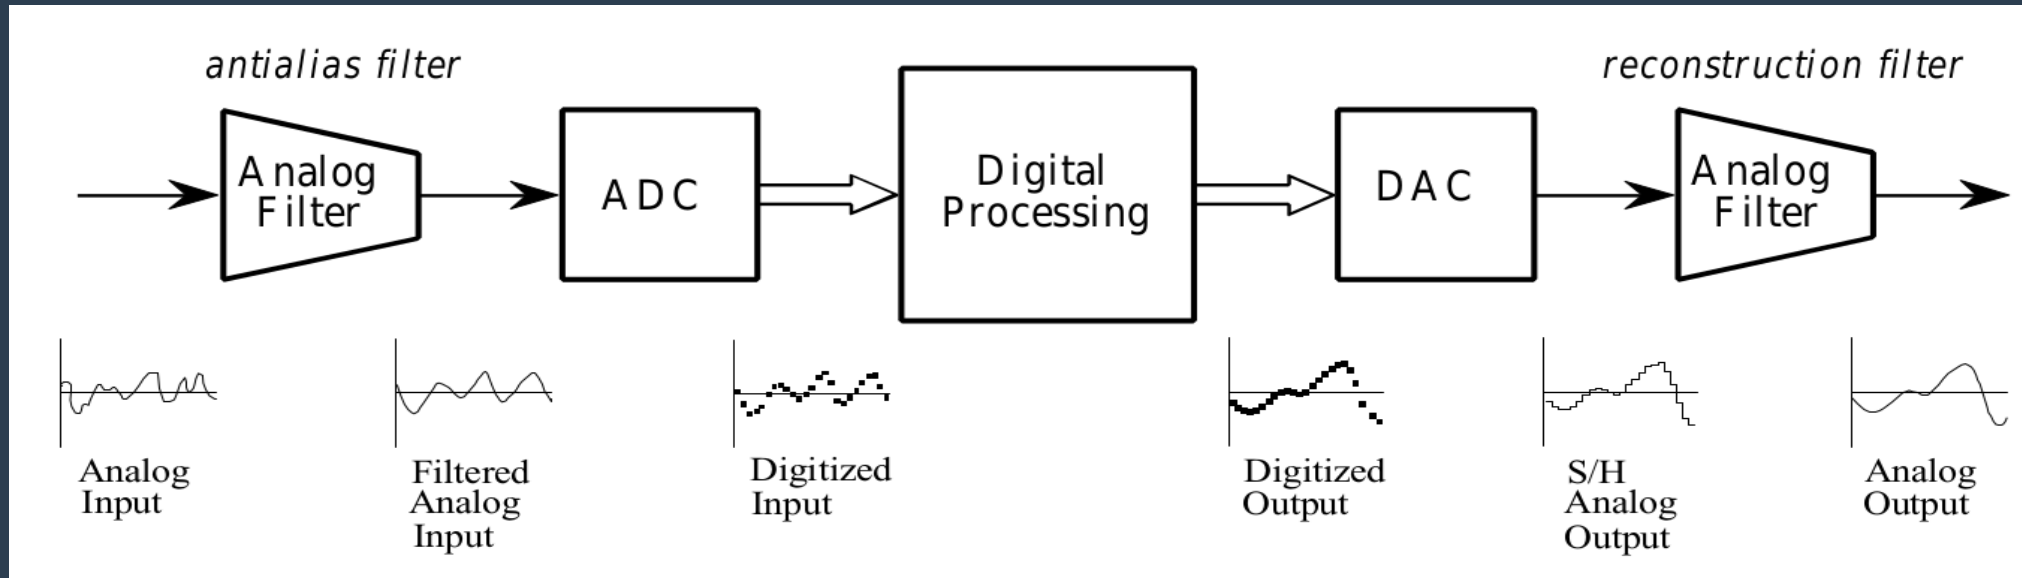 antialias filter
reconstruction filter
Analog
Filter
ADC
Digital
Processing
DAC
Analog
Filter
Analog
Input
Filtered
Analog
Input
Digitized
Input
Digitized
Output
S/H
Analog
Output
Analog
Output